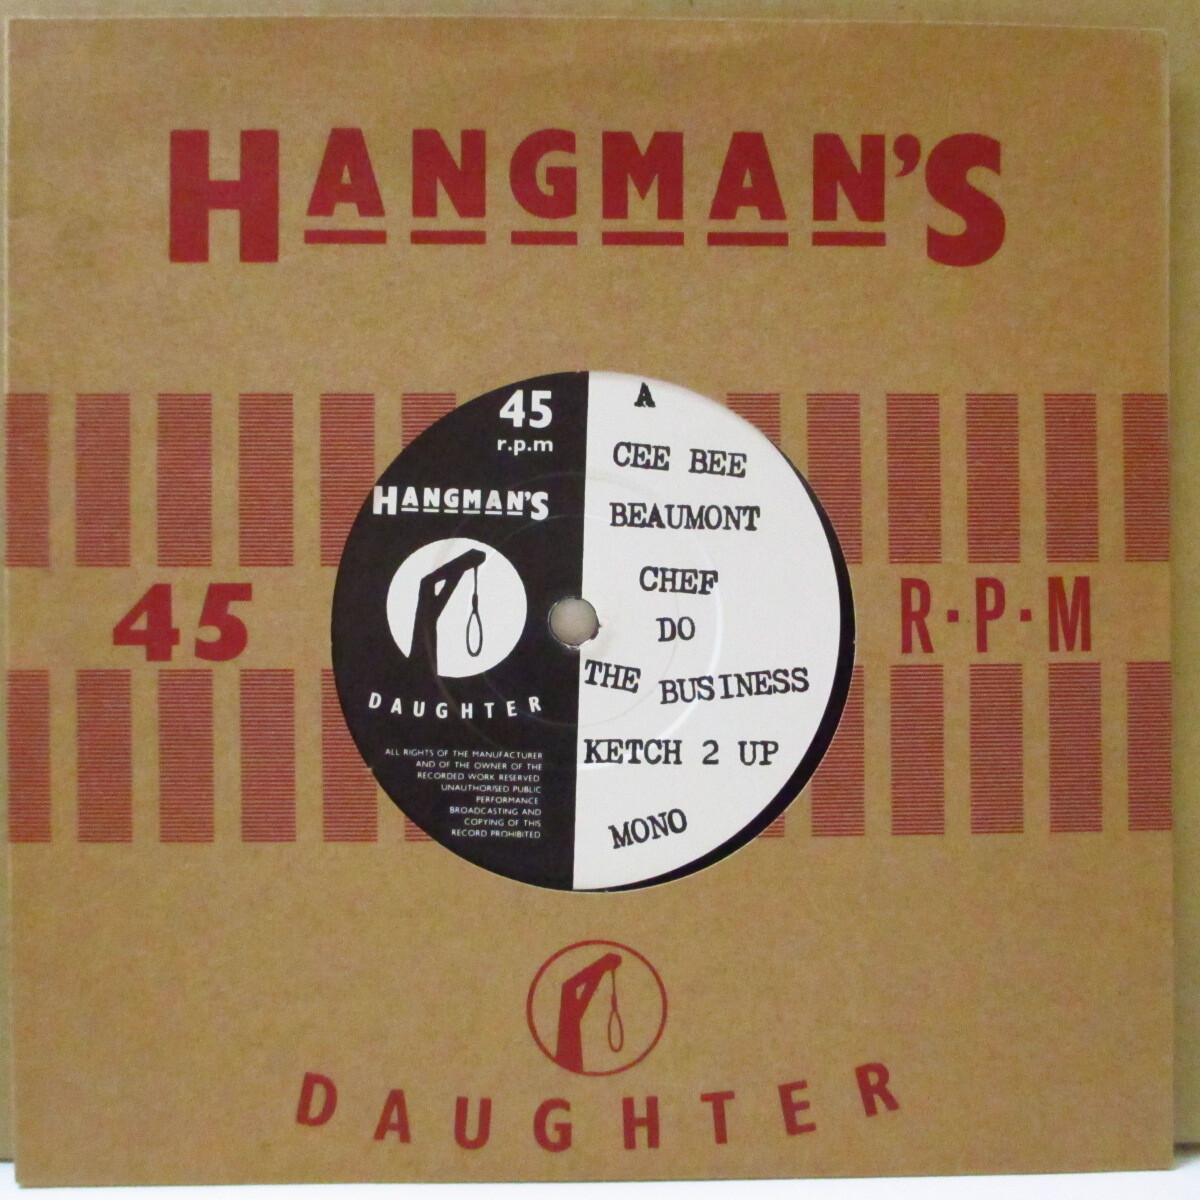 HANGMAN'S
45
r.p.m
HANGMAN'S
DAUGHTER
ALL RIGHTS OF THE MANUFACTURER
AND OF THE OWNER OF THE
RECORDED WORK RESERVED
UNAUTHORISED PUBLIC
PERFORMANCE
BROADCASTING AND
COPYING OF THIS
RECORD PROHIBITED
A
CEE BEE
BEAUMONT
CHEF
DO
THE BUSINESS
KETCH 2 UP
MONO
45
R·P·M
DAUGHTER